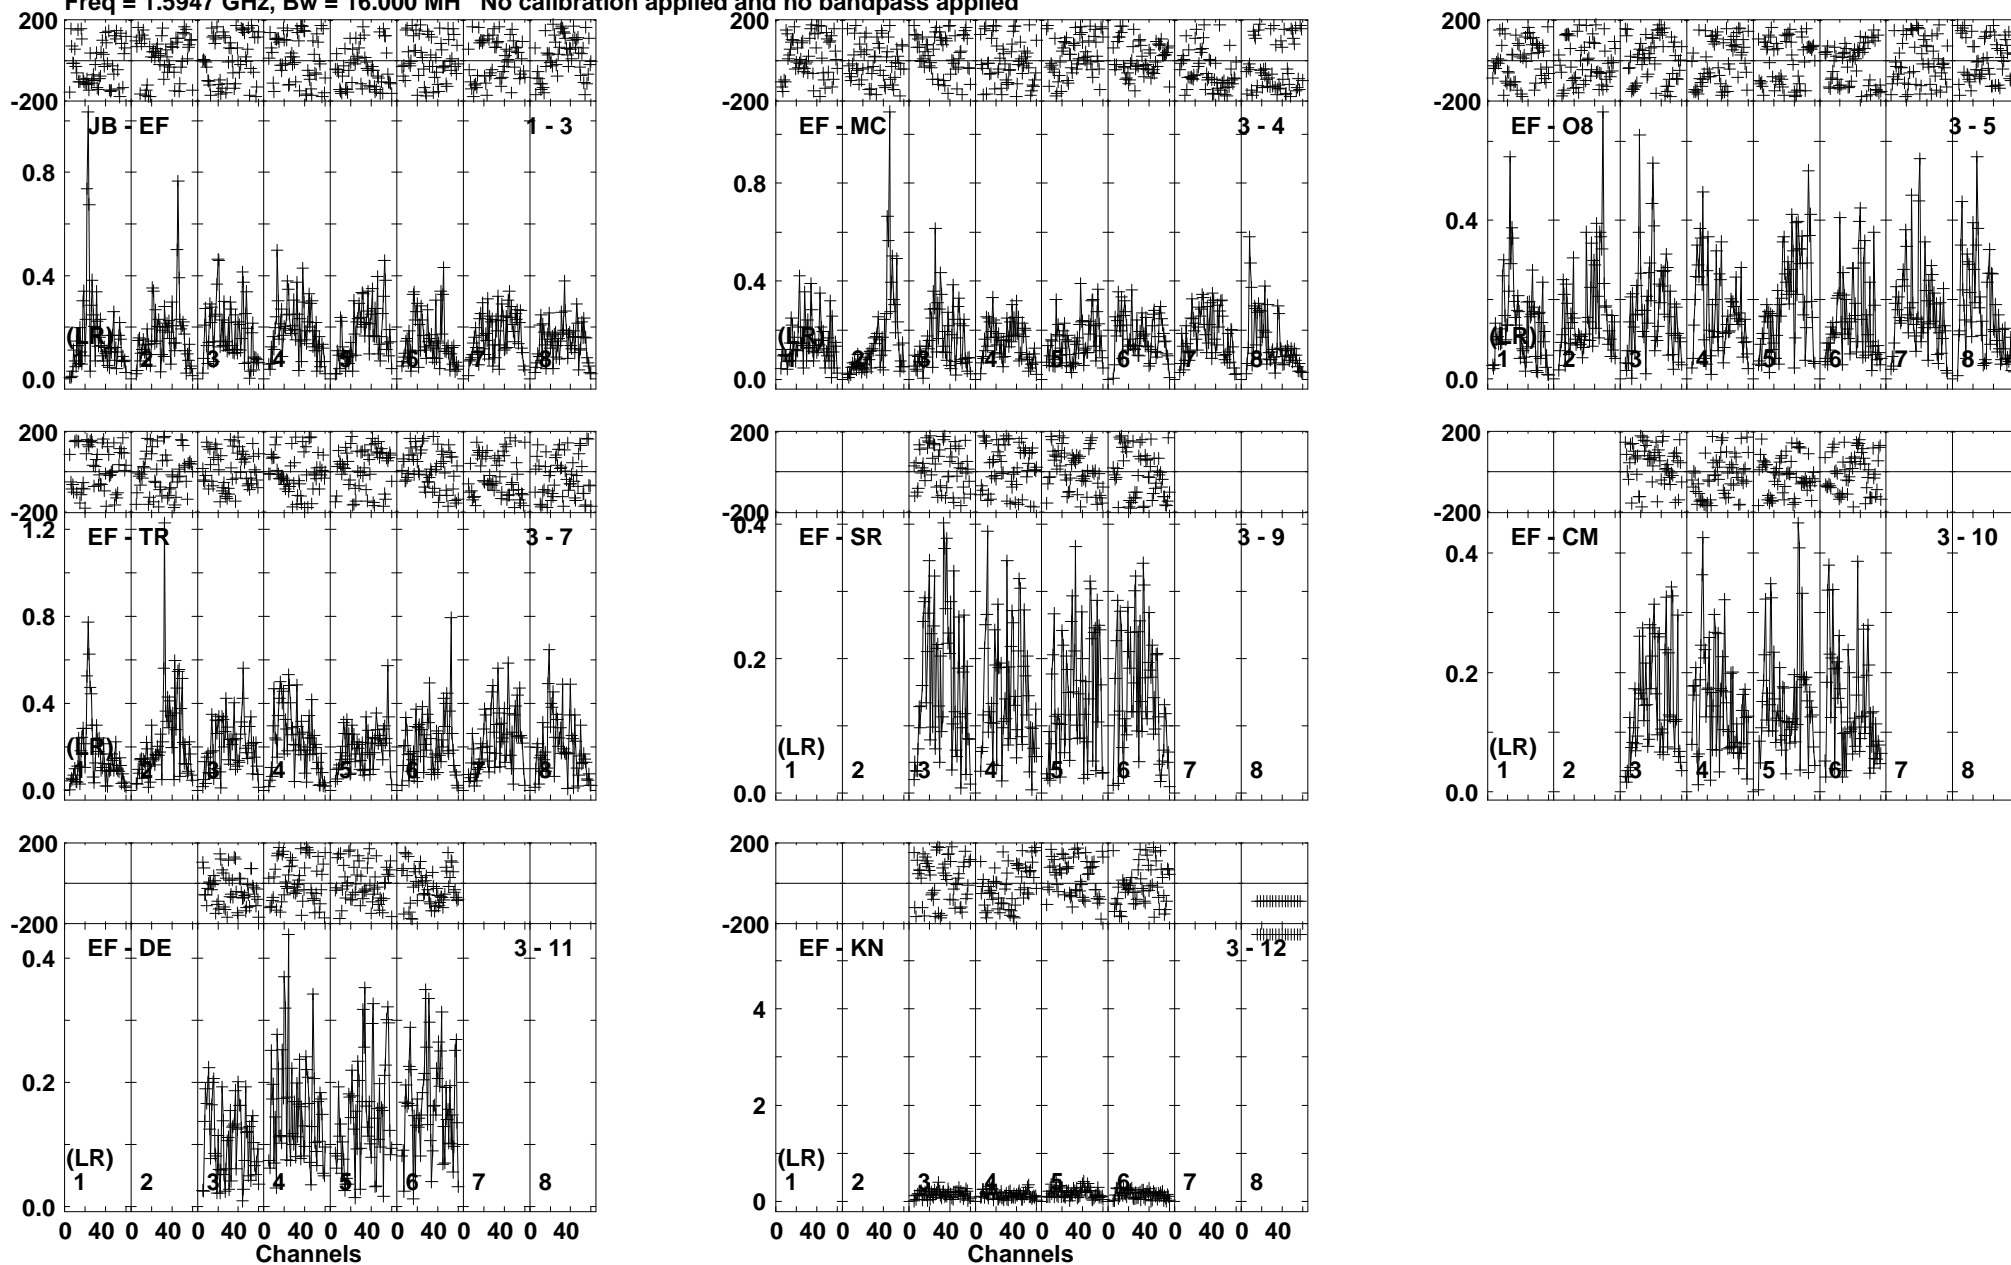 Freq = 1.5947 GHz, Bw = 16.000 MH No calibration applied and no bandpass applied
200 200 200
-200 -200 -200
JB - EF 1 - 3 EF - MC 3 - 4 EF - O8 3 - 5
0.8 0.8
0.4 0.4 0.4
(LR) (LR) (LR)
1 2 3 4 5 6 7 8 1 2 3 4 5 6 7 8 1 2 3 4 5 6 7 8
0.0 0.0 0.0
200 200 200
-200 -200 -200
1.2 0.4
EF - TR 3 - 7 EF - SR 3 - 9 EF - CM 3 - 10
0.8 0.4
0.4 0.2 0.2
(LR) (LR) (LR)
1 2 3 4 5 6 7 8 1 2 3 4 5 6 7 8 1 2 3 4 5 6 7 8
0.0 0.0 0.0
200 200
-200 -200
EF - DE 3 - 11 EF - KN 3 - 12
0.4 4
0.2 2
(LR) (LR)
1 2 3 4 5 6 7 8 1 2 3 4 5 6 7 8
0.0 0
0 40 0 40 0 40 0 40 0 40 0 40 0 40 0 40 0 40 0 40 0 40 0 40 0 40 0 40 0 40 0 40
Channels Channels